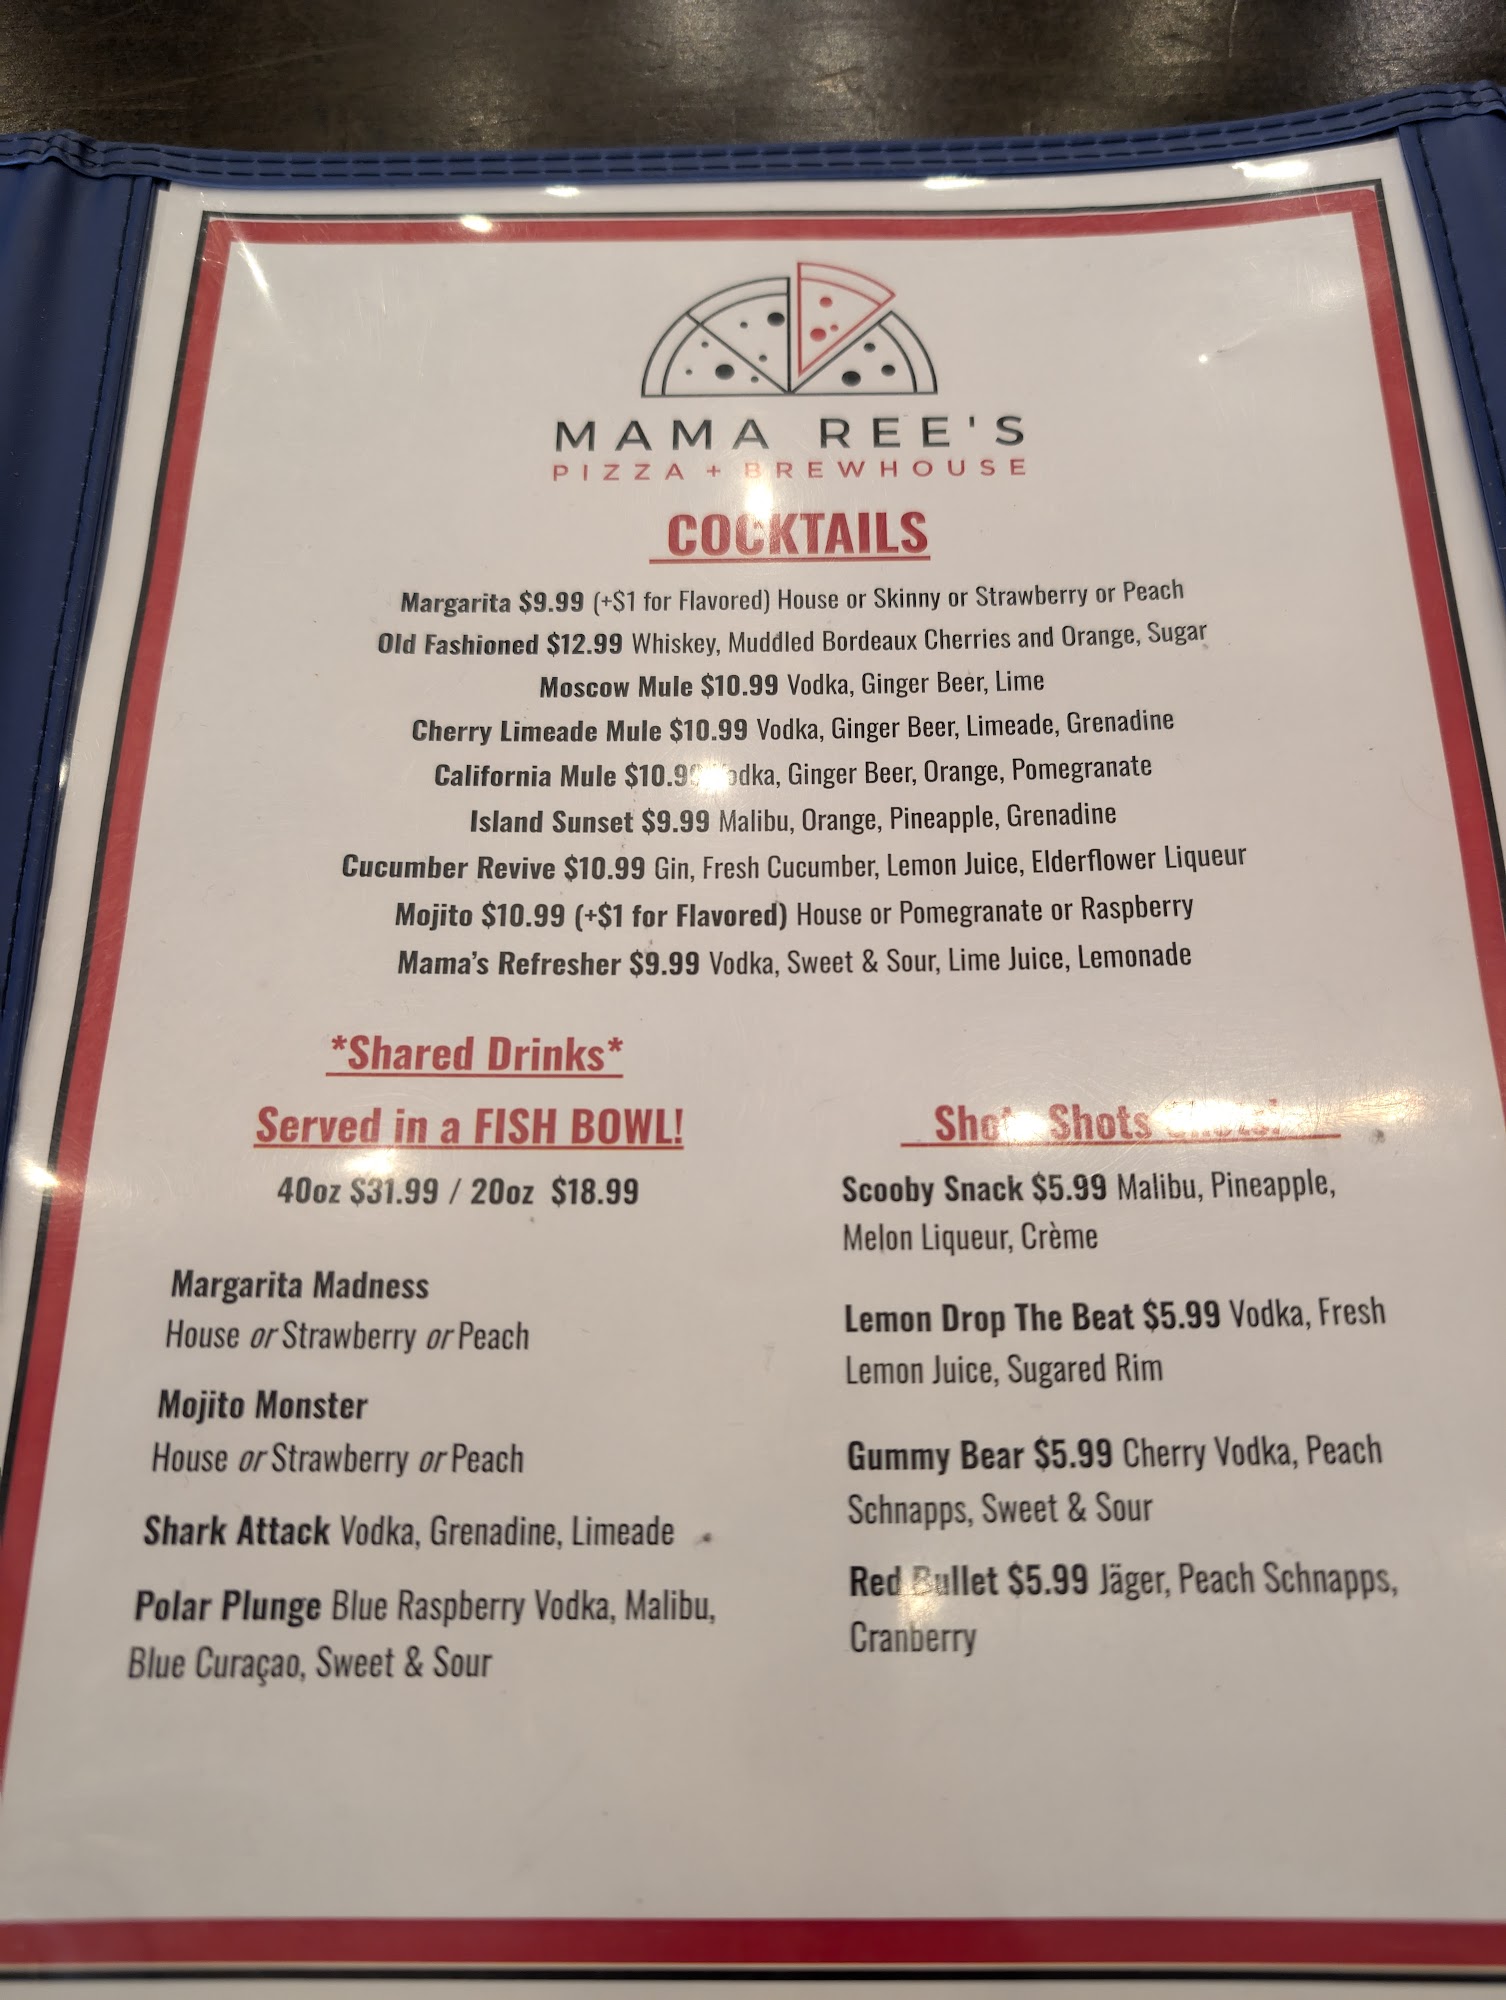 MAMA REE'S
PIZZA + BREWHOUSE
COCKTAILS
Margarita $9.99 (+$1 for Flavored) House or Skinny or Strawberry or Peach
Old Fashioned $12.99 Whiskey, Muddled Bordeaux Cherries and Orange, Sugar
Moscow Mule $10.99 Vodka, Ginger Beer, Lime
Cherry Limeade Mule $10.99 Vodka, Ginger Beer, Limeade, Grenadine
California Mule $10.99 Vodka, Ginger Beer, Orange, Pomegranate
Island Sunset $9.99 Malibu, Orange, Pineapple, Grenadine
Cucumber Revive $10.99 Gin, Fresh Cucumber, Lemon Juice, Elderflower Liqueur
Mojito $10.99 (+$1 for Flavored) House or Pomegranate or Raspberry
Mama's Refresher $9.99 Vodka, Sweet & Sour, Lime Juice, Lemonade
*Shared Drinks*
Served in a FISH BOWL!
40oz $31.99 / 20oz $18.99
Margarita Madness
House or Strawberry or Peach
Mojito Monster
House or Strawberry or Peach
Shark Attack Vodka, Grenadine, Limeade
Polar Plunge Blue Raspberry Vodka, Malibu,
Blue Curaçao, Sweet & Sour
Shots Shots
Scooby Snack $5.99 Malibu, Pineapple,
Melon Liqueur, Crème
Lemon Drop The Beat $5.99 Vodka, Fresh
Lemon Juice, Sugared Rim
Gummy Bear $5.99 Cherry Vodka, Peach
Schnapps, Sweet & Sour
Red Bullet $5.99 Jäger, Peach Schnapps,
Cranberry